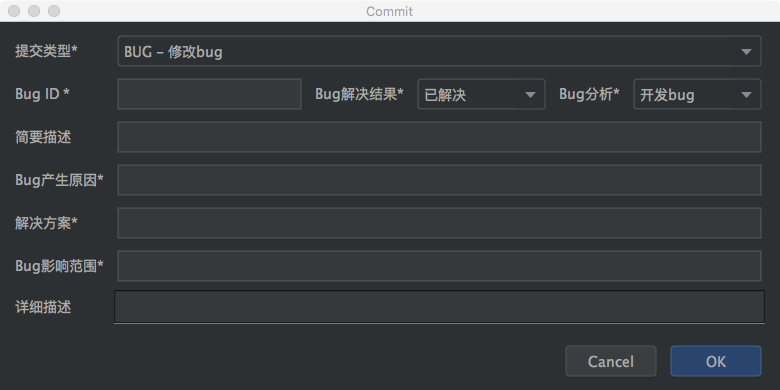 Commit
提交类型* BUG - 修改bug
Bug ID * Bug解决结果* 已解决 Bug分析* 开发bug
简要描述
Bug产生原因*
解决方案*
Bug影响范围*
详细描述
Cancel OK